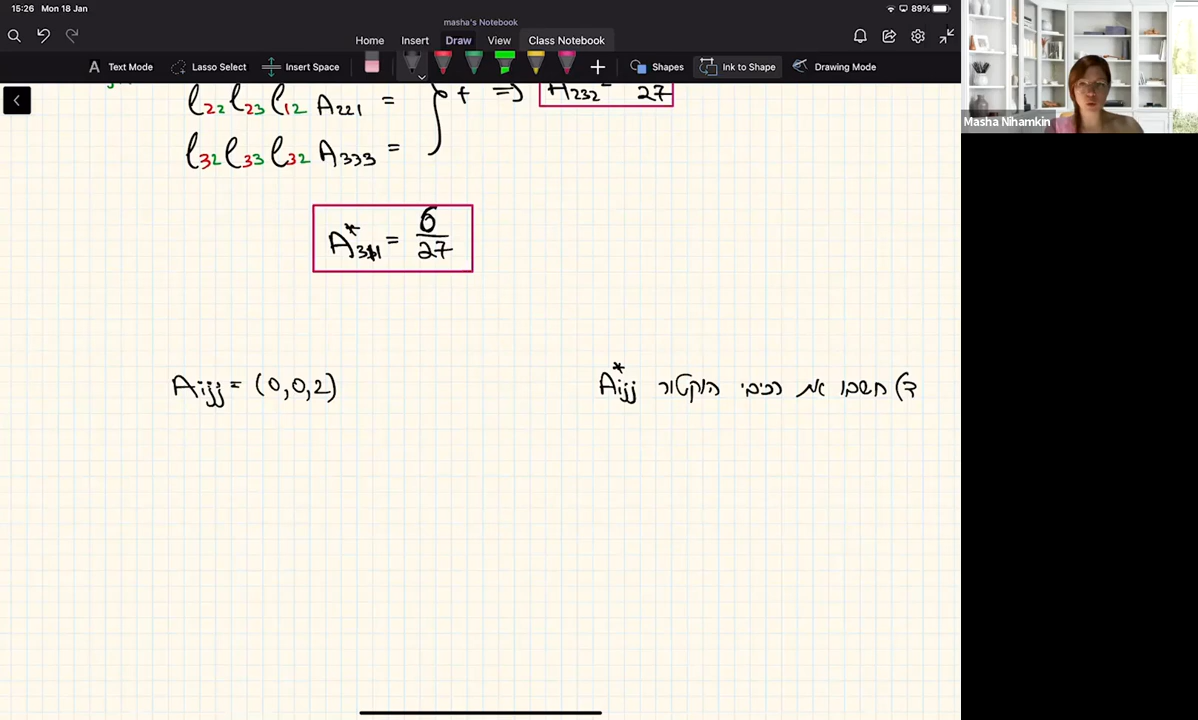 15:26 Mon 18 Jan
89%
masha's Notebook
Home Insert Draw View Class Notebook
A Text Mode Lasso Select Insert Space Shapes Ink to Shape Drawing Mode
Masha Nihamkin
ℓ22 ℓ23 ℓ12 A221 = } + ⇒ A232 = 27
ℓ32 ℓ33 ℓ32 A333 =
A*311 = 6/27
Aijj = (0,0,2)
ד) חשבו את רכיבי הוקטור A*ijj